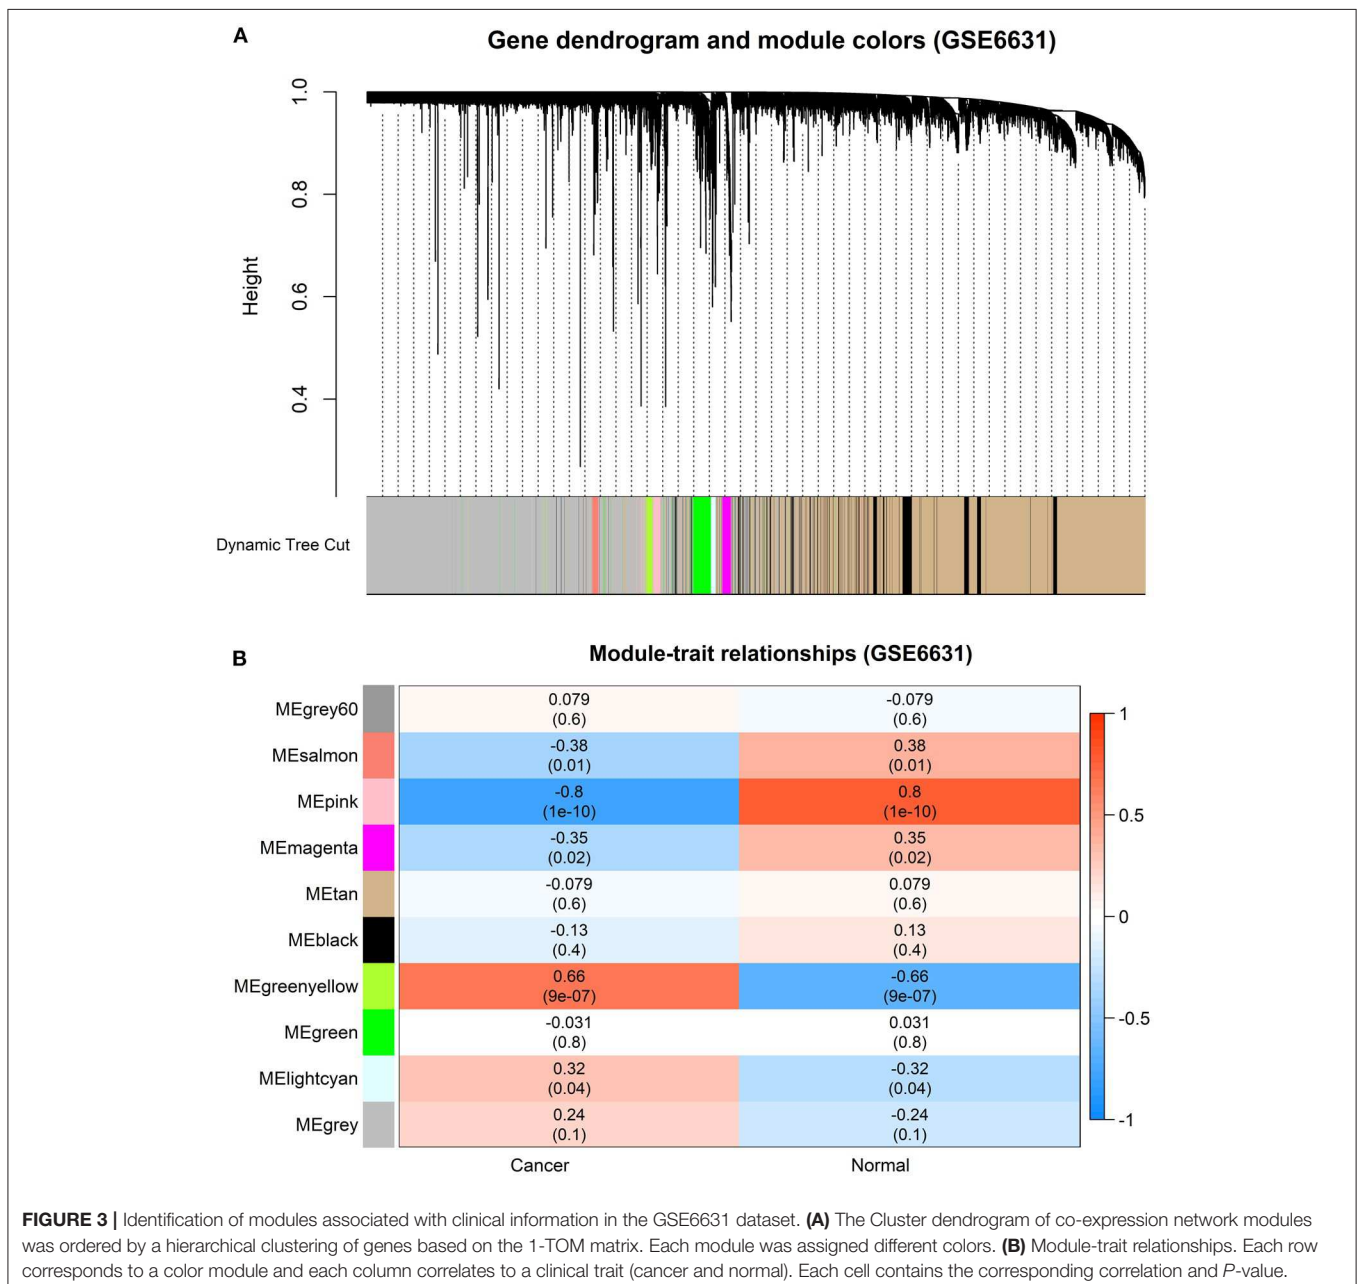 A
Gene dendrogram and module colors (GSE6631)
Height
1.0
0.8
0.6
0.4
Dynamic Tree Cut
B
Module-trait relationships (GSE6631)
MEgrey60
0.079
(0.6)
-0.079
(0.6)
MEsalmon
-0.38
(0.01)
0.38
(0.01)
MEpink
-0.8
(1e-10)
0.8
(1e-10)
MEmagenta
-0.35
(0.02)
0.35
(0.02)
MEtan
-0.079
(0.6)
0.079
(0.6)
MEblack
-0.13
(0.4)
0.13
(0.4)
MEgreenyellow
0.66
(9e-07)
-0.66
(9e-07)
MEgreen
-0.031
(0.8)
0.031
(0.8)
MElightcyan
0.32
(0.04)
-0.32
(0.04)
MEgrey
0.24
(0.1)
-0.24
(0.1)
Cancer
Normal
1
0.5
0
-0.5
-1
FIGURE 3 | Identification of modules associated with clinical information in the GSE6631 dataset. (A) The Cluster dendrogram of co-expression network modules
was ordered by a hierarchical clustering of genes based on the 1-TOM matrix. Each module was assigned different colors. (B) Module-trait relationships. Each row
corresponds to a color module and each column correlates to a clinical trait (cancer and normal). Each cell contains the corresponding correlation and P-value.